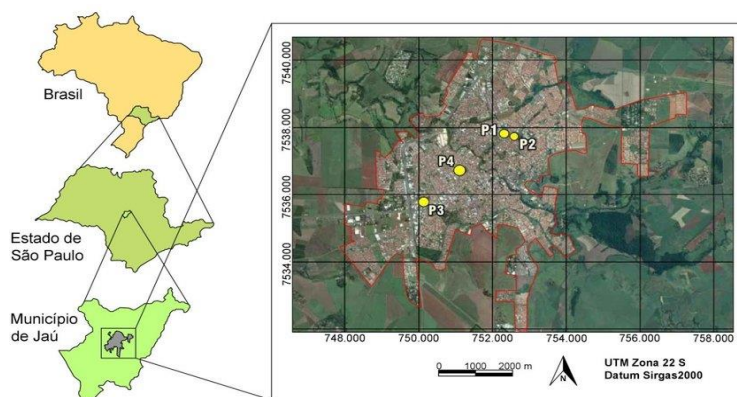 Brasil
Estado de
São Paulo
Município
de Jaú
7540.000
7538.000
7536.000
7534.000
P1
P2
P4
P3
748.000 750.000 752.000 754.000 756.000 758.000
0 1000 2000 m
N
UTM Zona 22 S
Datum Sirgas2000